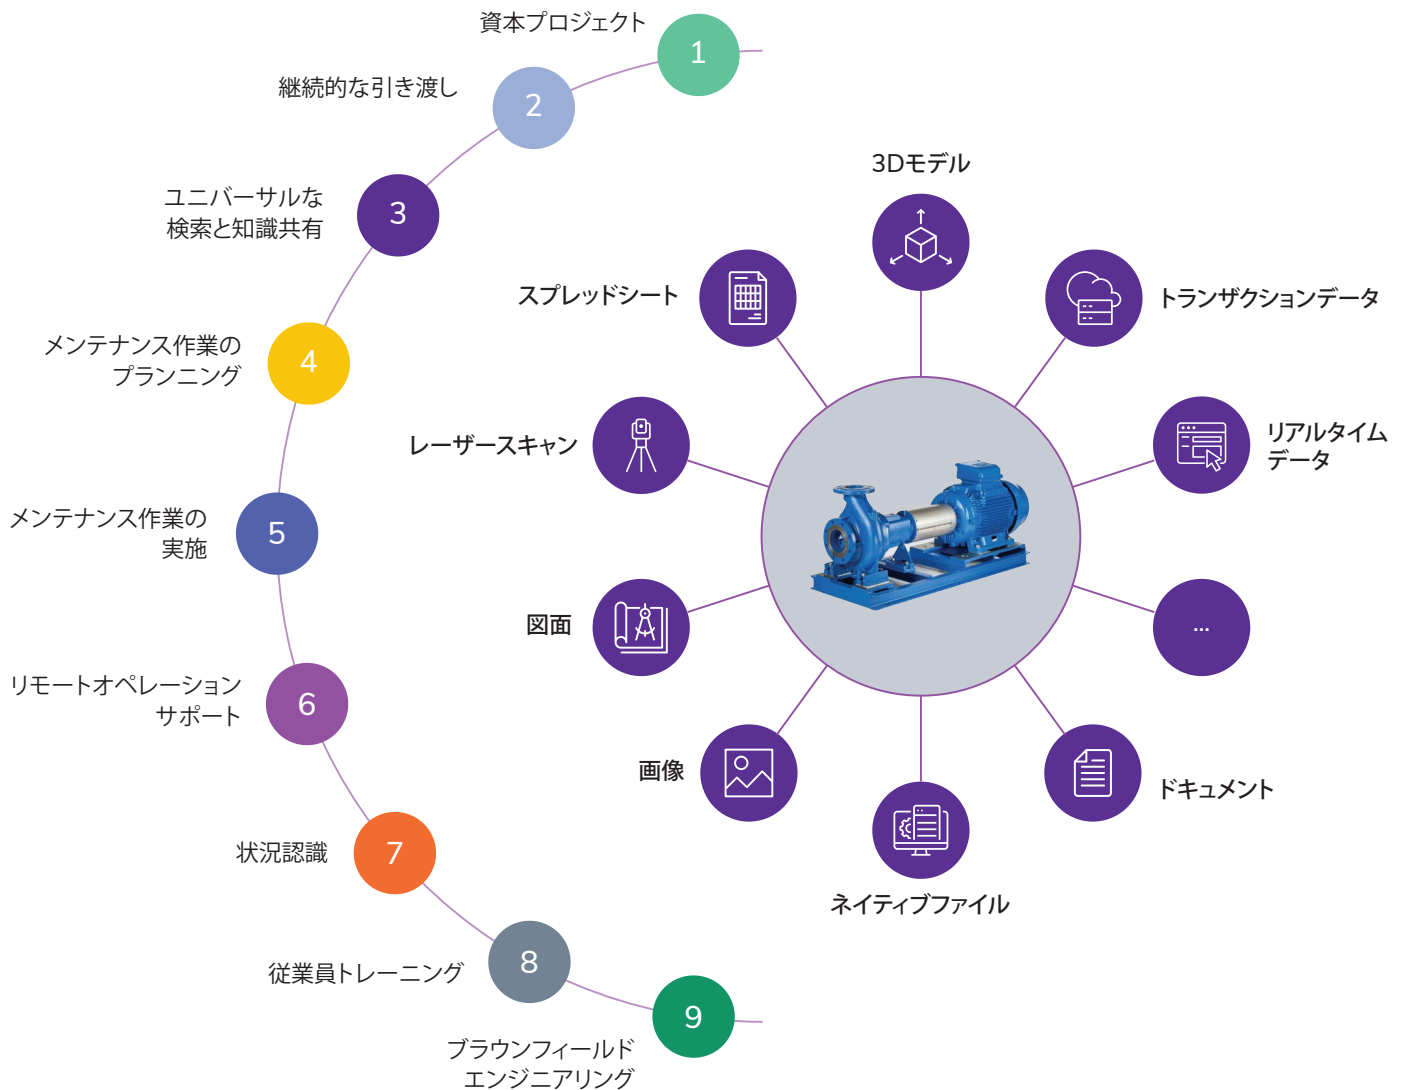 資本プロジェクト
1
継続的な引き渡し
2
ユニバーサルな
検索と知識共有
3
メンテナンス作業の
プランニング
4
メンテナンス作業の
実施
5
リモートオペレーション
サポート
6
状況認識
7
従業員トレーニング
8
ブラウンフィールド
エンジニアリング
9
3Dモデル
トランザクションデータ
リアルタイム
データ
...
ドキュメント
ネイティブファイル
画像
図面
レーザースキャン
スプレッドシート